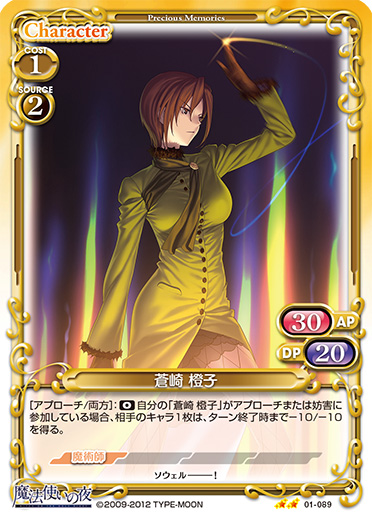 Precious Memories
Character
COST
1
SOURCE
2
30 AP
DP 20
蒼崎 橙子
[アプローチ/両方]:自分の「蒼崎 橙子」がアプローチまたは妨害に
参加している場合、相手のキャラ1枚は、ターン終了時まで-10/-10
を得る。
魔術師
ソウェル――!
魔法使いの夜
©2009-2012 TYPE-MOON
01-089